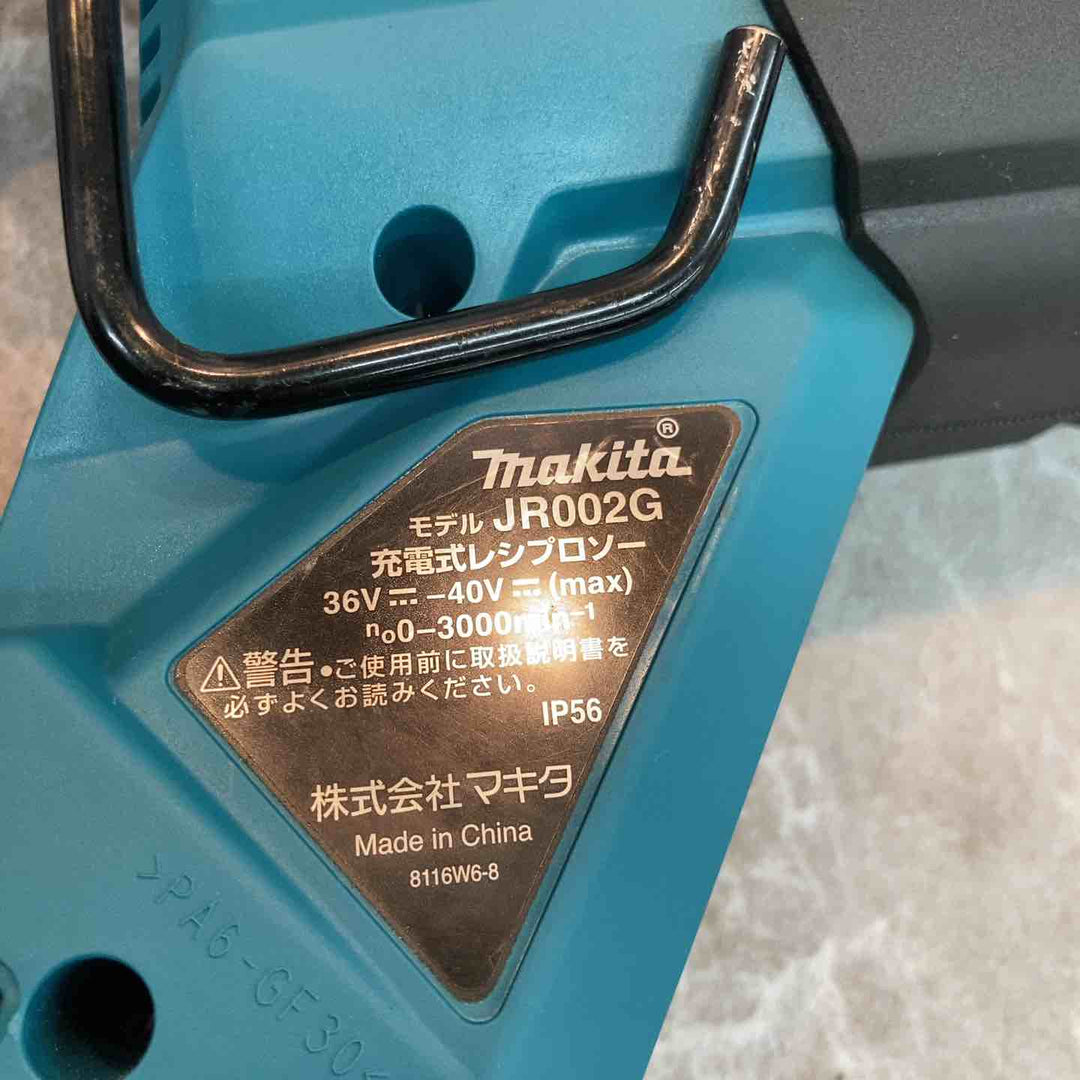 makita®
モデル JR002G
充電式レシプロソー
36V ⎓ -40V ⎓ (max)
n₀0-3000min⁻¹
⚠警告 •ご使用前に取扱説明書を
必ずよくお読みください。
IP56
株式会社マキタ
Made in China
8116W6-8
>PA6-GF30<